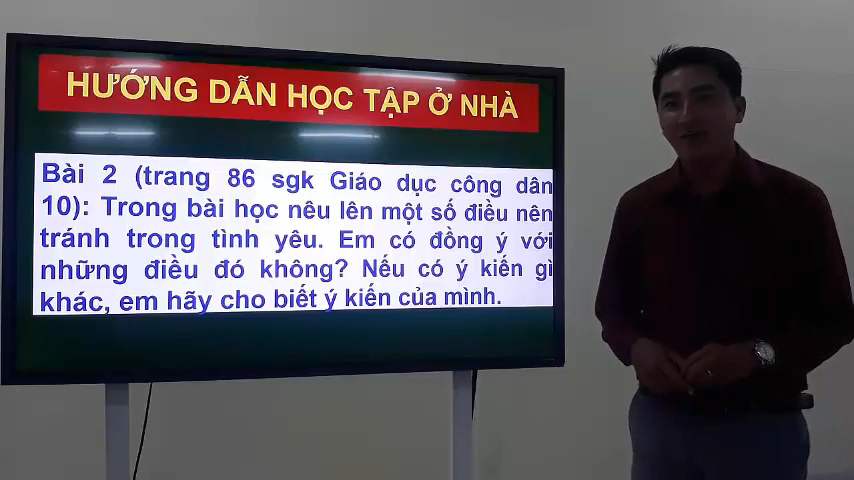 HƯỚNG DẪN HỌC TẬP Ở NHÀ
Bài 2 (trang 86 sgk Giáo dục công dân
10): Trong bài học nêu lên một số điều nên
tránh trong tình yêu. Em có đồng ý với
những điều đó không? Nếu có ý kiến gì
khác, em hãy cho biết ý kiến của mình.